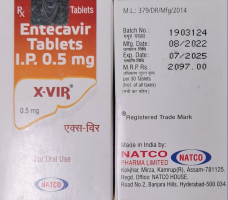 Rx
Tablets
Entecavir
Tablets
I.P. 0.5 mg
X-VIR®
0.5 mg
एक्स-विर
For Oral Use
NATCO
M.L.: 379/DR/Mfg/2014
Batch No. 1903124
Mfg. Date: 08/2022
Exp. Date: 07/2025
M.R.P. Rs. 2097.00
per 30 Tablets
(Incl. of all taxes)
®Registered Trade Mark
Made in India by:
NATCO
PHARMA LIMITED
NATCO
Kokjhar, Mirza, Kamrup(R), Assam-781125.
Regd. Office: NATCO HOUSE,
Road No.2, Banjara Hills, Hyderabad-500 034.